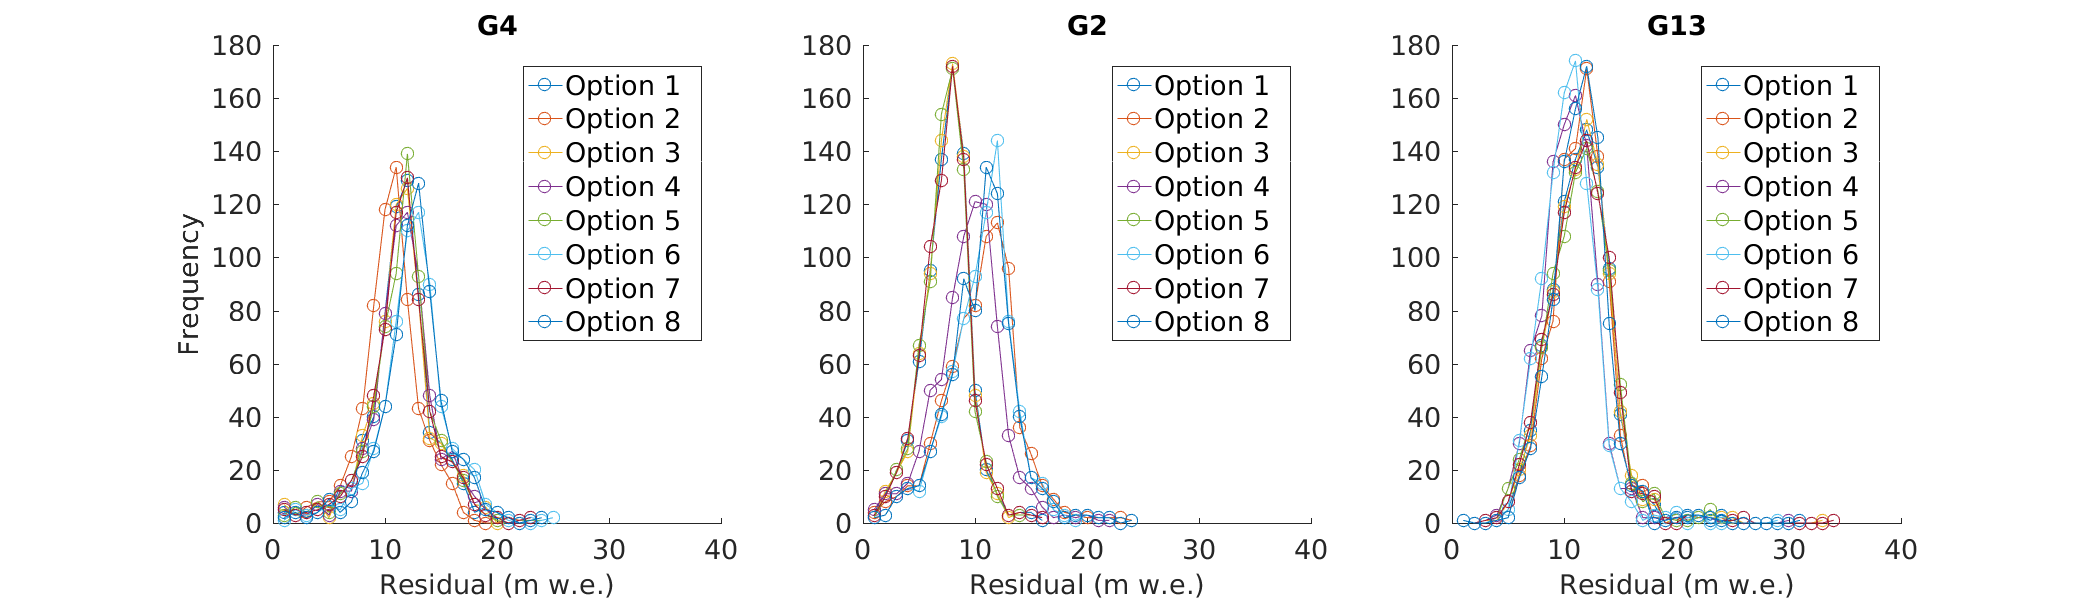 G4
180
160
140
120
100
80
60
40
20
0
Frequency
0 10 20 30 40
Residual (m w.e.)
Option 1
Option 2
Option 3
Option 4
Option 5
Option 6
Option 7
Option 8
G2
180
160
140
120
100
80
60
40
20
0
0 10 20 30 40
Residual (m w.e.)
Option 1
Option 2
Option 3
Option 4
Option 5
Option 6
Option 7
Option 8
G13
180
160
140
120
100
80
60
40
20
0
0 10 20 30 40
Residual (m w.e.)
Option 1
Option 2
Option 3
Option 4
Option 5
Option 6
Option 7
Option 8